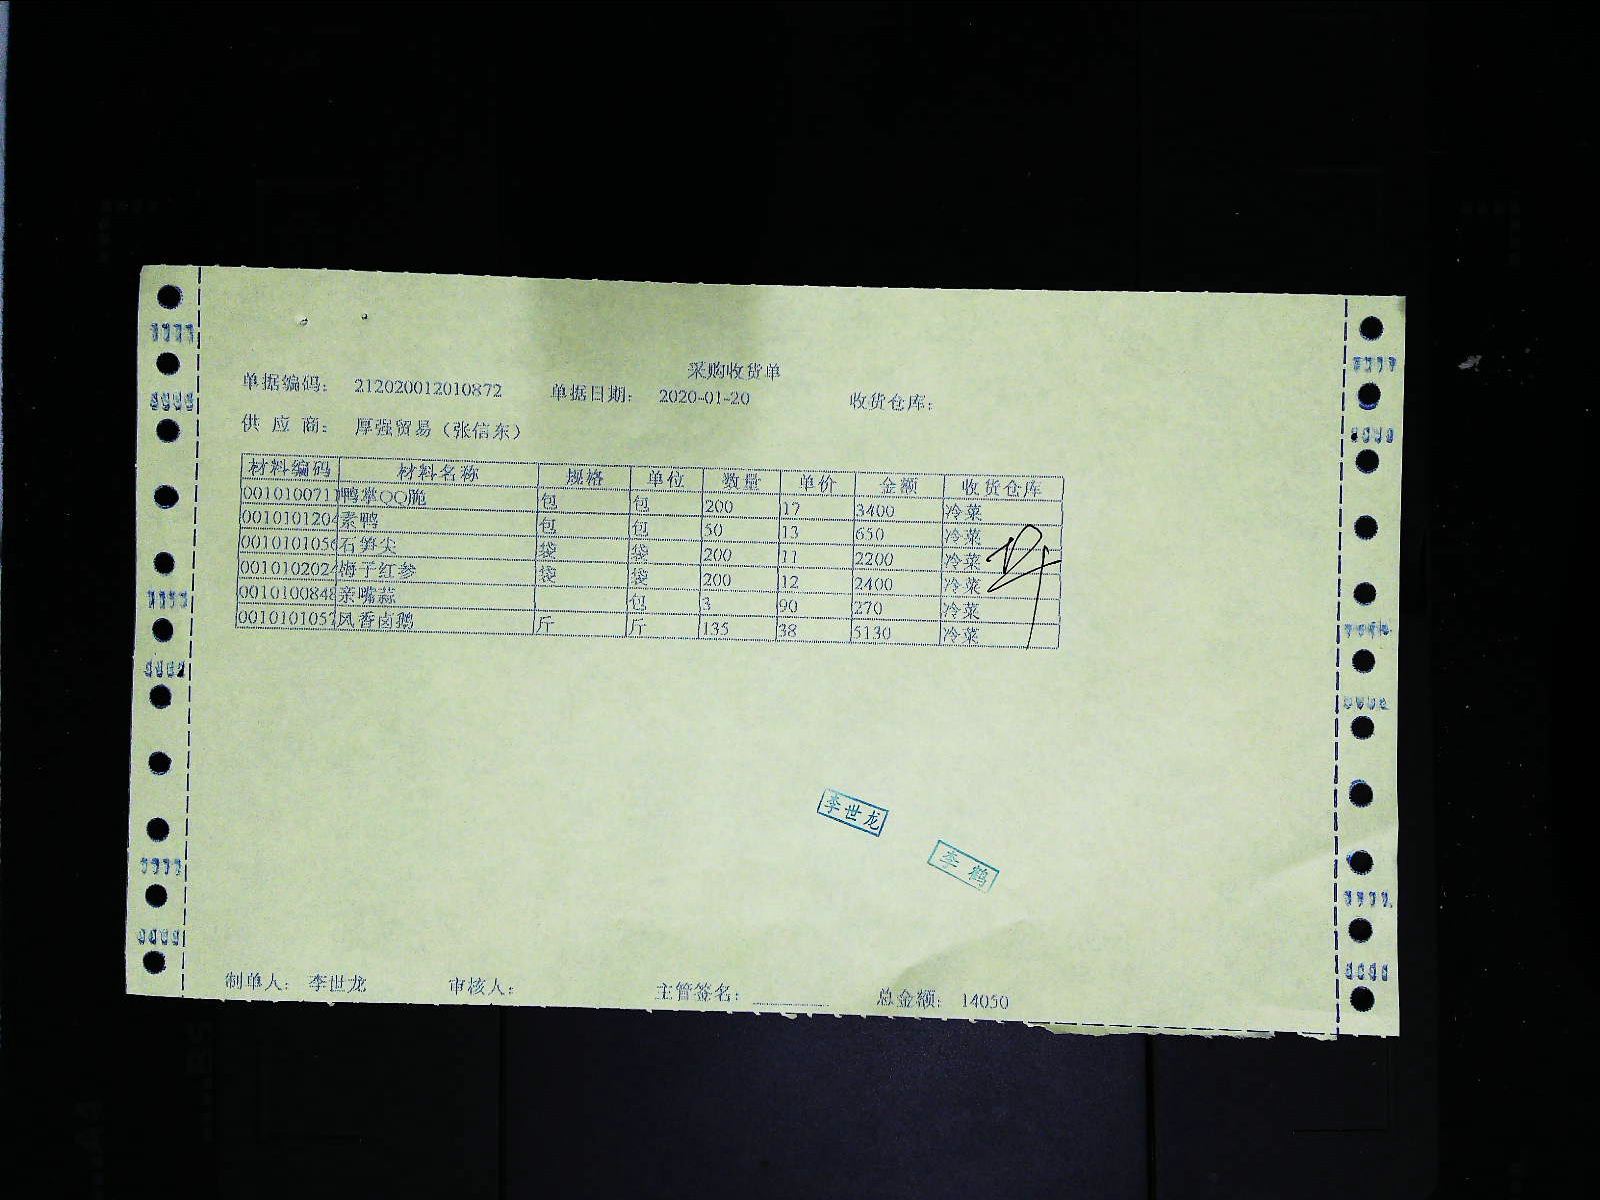 采购收货单
单据编码: 212020012010872 单据日期: 2020-01-20 收货仓库:
供 应 商: 厚强贸易（张信东）
材料编码 材料名称 规格 单位 数量 单价 金额 收货仓库
0010100711 鸭掌QQ脆 包 包 200 17 3400 冷菜
0010101204 素鸭 包 包 50 13 650 冷菜
0010101056 石笋尖 袋 袋 200 11 2200 冷菜
0010102024 梅子红参 袋 袋 200 12 2400 冷菜
0010100848 亲嘴蒜 包 3 90 270 冷菜
001010105 风香卤鹅 斤 斤 135 38 5130 冷菜
李世龙
李鹤
制单人: 李世龙 审核人: 主管签名: 总金额: 14050